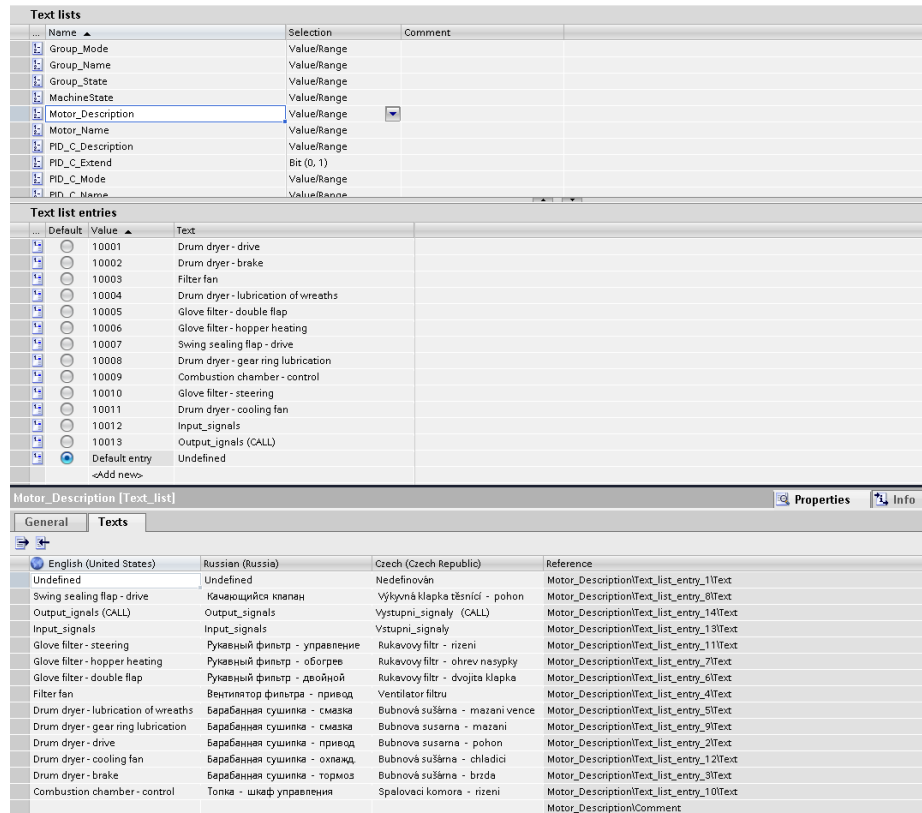 Text lists
... Name Selection Comment
Group_Mode Value/Range
Group_Name Value/Range
Group_State Value/Range
MachineState Value/Range
Motor_Description Value/Range
Motor_Name Value/Range
PID_C_Description Value/Range
PID_C_Extend Bit (0, 1)
PID_C_Mode Value/Range
PID_C_Name Value/Range
Text list entries
... Default Value Text
10001 Drum dryer - drive
10002 Drum dryer - brake
10003 Filter fan
10004 Drum dryer - lubrication of wreaths
10005 Glove filter - double flap
10006 Glove filter - hopper heating
10007 Swing sealing flap - drive
10008 Drum dryer - gear ring lubrication
10009 Combustion chamber - control
10010 Glove filter - steering
10011 Drum dryer - cooling fan
10012 Input_signals
10013 Output_ignals (CALL)
Default entry Undefined
<Add new>
Motor_Description [Text_list] Properties Info
General Texts
English (United States) Russian (Russia) Czech (Czech Republic) Reference
Undefined Undefined Nedefinován Motor_Description\Text_list_entry_1\Text
Swing sealing flap - drive Качающийся клапан Výkyvná klapka těsnící - pohon Motor_Description\Text_list_entry_8\Text
Output_ignals (CALL) Output_signals Vystupni_signaly (CALL) Motor_Description\Text_list_entry_14\Text
Input_signals Input_signals Vstupni_signaly Motor_Description\Text_list_entry_13\Text
Glove filter - steering Рукавный фильтр - управление Rukavovy filtr - rizeni Motor_Description\Text_list_entry_11\Text
Glove filter - hopper heating Рукавный фильтр - обогрев Rukavovy filtr - ohrev nasypky Motor_Description\Text_list_entry_7\Text
Glove filter - double flap Рукавный фильтр - двойной Rukavovy filtr - dvojita klapka Motor_Description\Text_list_entry_6\Text
Filter fan Вентилятор фильтра - привод Ventilator filtru Motor_Description\Text_list_entry_4\Text
Drum dryer - lubrication of wreaths Барабанная сушилка - смазка Bubnová sušárna - mazani vence Motor_Description\Text_list_entry_5\Text
Drum dryer - gear ring lubrication Барабанная сушилка - смазка Bubnova susarna - mazani Motor_Description\Text_list_entry_9\Text
Drum dryer - drive Барабанная сушилка - привод Bubnova susarna - pohon Motor_Description\Text_list_entry_2\Text
Drum dryer - cooling fan Барабанная сушилка - охлажд. Bubnová sušárna - chladici Motor_Description\Text_list_entry_12\Text
Drum dryer - brake Барабанная сушилка - тормоз Bubnová sušárna - brzda Motor_Description\Text_list_entry_3\Text
Combustion chamber - control Топка - шкаф управления Spalovaci komora - rizeni Motor_Description\Text_list_entry_10\Text
Motor_Description\Comment